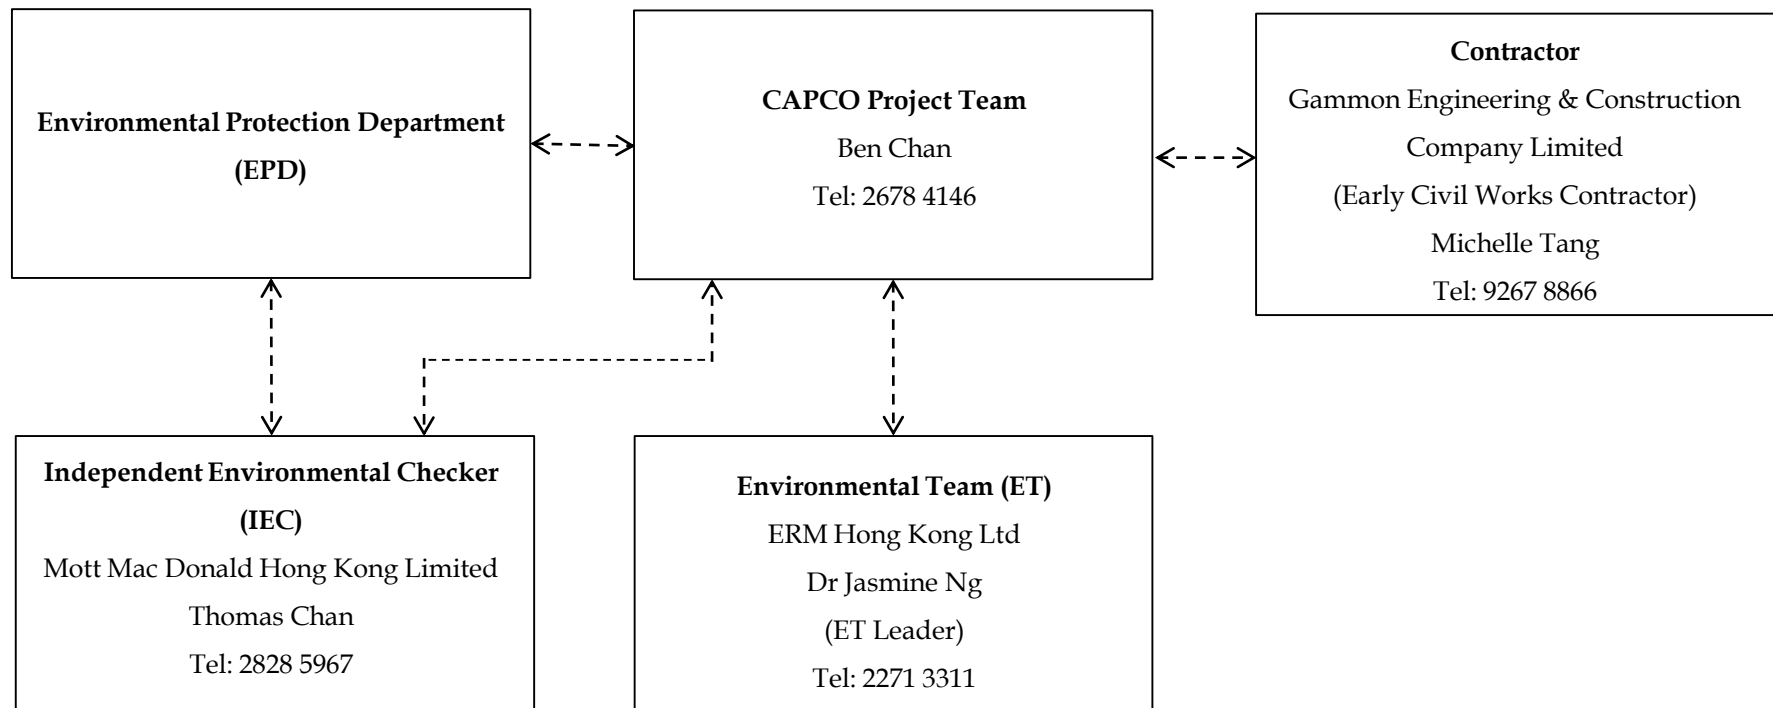 Environmental Protection Department
(EPD)
CAPCO Project Team
Ben Chan
Tel: 2678 4146
Contractor
Gammon Engineering & Construction
Company Limited
(Early Civil Works Contractor)
Michelle Tang
Tel: 9267 8866
Independent Environmental Checker
(IEC)
Mott Mac Donald Hong Kong Limited
Thomas Chan
Tel: 2828 5967
Environmental Team (ET)
ERM Hong Kong Ltd
Dr Jasmine Ng
(ET Leader)
Tel: 2271 3311